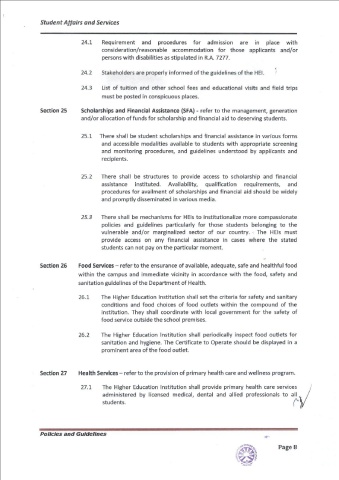 Student Affairs and Services
24.1 Requirement and procedures for admission are in place with
consideration/reasonable accommodation for those applicants and/or
persons with disabilities as stipulated in R.A. 7277.
24.2 Stakeholders are properly informed of the guidelines of the HEI.
24.3 List of tuition and other school fees and educational visits and field trips
must be posted in conspicuous places.
Section 25 Scholarships and Financial Assistance (SFA) - refer to the management, generation
and/or allocation of funds for scholarship and financial aid to deserving students.
25.1 There shall be student scholarships and financial assistance in various forms
and accessible modalities available to students with appropriate screening
and monitoring procedures, and guidelines understood by applicants and
recipients.
25.2 There shall be structures to provide access to scholarship and financial
assistance instituted. Availability, qualification requirements, and
procedures for availment of scholarships and financial aid should be widely
and promptly disseminated in various media.
25.3 There shall be mechanisms for HEIs to institutionalize more compassionate
policies and guidelines particularly for those students belonging to the
vulnerable and/or marginalized sector of our country. The HEIs must
provide access on any financial assistance in cases where the stated
students can not pay on the particular moment.
Section 26 Food Services – refer to the ensurance of available, adequate, safe and healthful food
within the campus and immediate vicinity in accordance with the food, safety and
sanitation guidelines of the Department of Health.
26.1 The Higher Education Institution shall set the criteria for safety and sanitary
conditions and food choices of food outlets within the compound of the
institution. They shall coordinate with local government for the safety of
food service outside the school premises.
26.2 The Higher Education Institution shall periodically inspect food outlets for
sanitation and hygiene. The Certificate to Operate should be displayed in a
prominent area of the food outlet.
Section 27 Health Services – refer to the provision of primary health care and wellness program.
27.1 The Higher Education Institution shall provide primary health care services
administered by licensed medical, dental and allied professionals to all
students.
Policies and Guidelines
Page 8